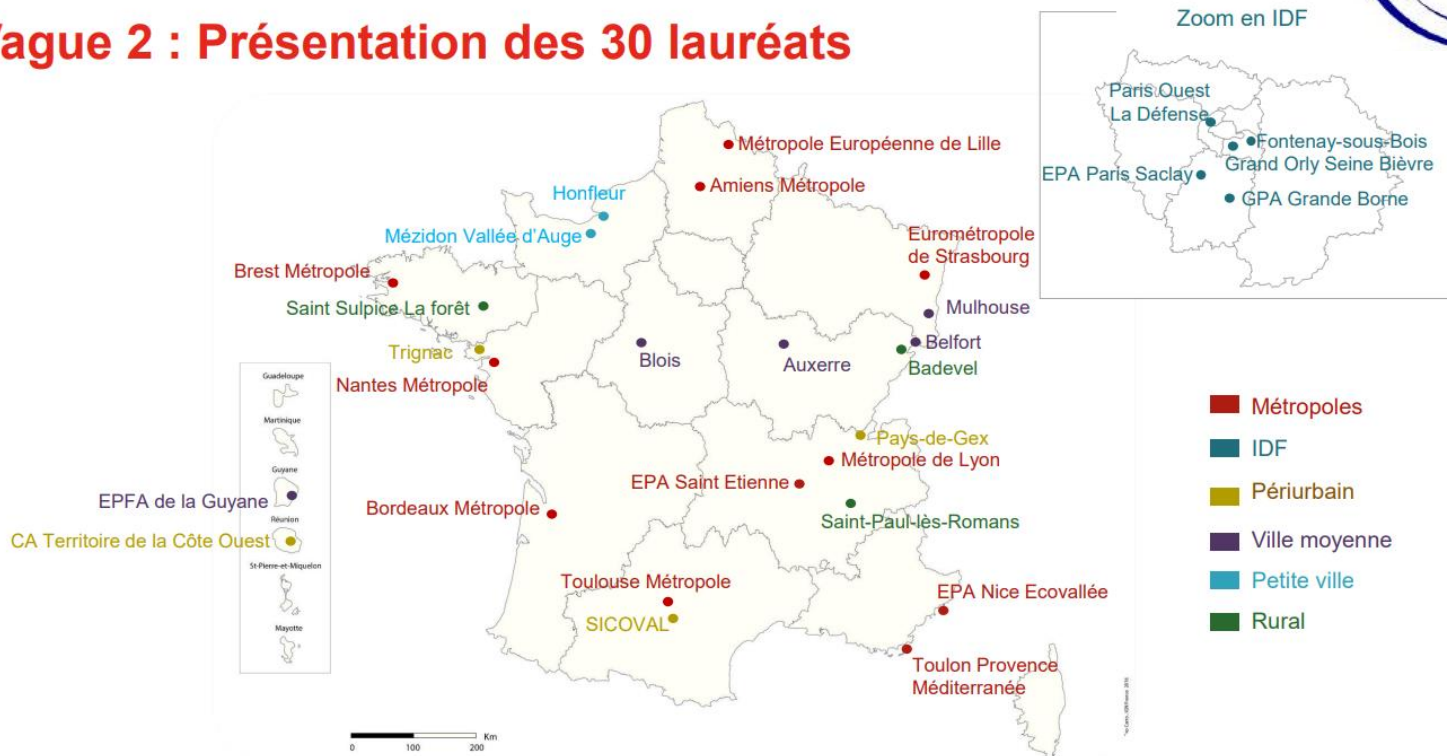 Vague 2 : Présentation des 30 lauréats
Zoom en IDF
Paris Ouest
La Défense
Fontenay-sous-Bois
Grand Orly Seine Bièvre
EPA Paris Saclay
GPA Grande Borne
Métropole Européenne de Lille
Amiens Métropole
Honfleur
Mézidon Vallée d'Auge
Eurométropole
de Strasbourg
Brest Métropole
Saint Sulpice La forêt
Mulhouse
Trignac
Blois
Auxerre
Belfort
Badevel
Nantes Métropole
Guadeloupe
Martinique
Guyane
EPFA de la Guyane
Réunion
CA Territoire de la Côte Ouest
St-Pierre-et-Miquelon
Mayotte
Pays-de-Gex
Métropole de Lyon
EPA Saint Etienne
Bordeaux Métropole
Saint-Paul-lès-Romans
Toulouse Métropole
SICOVAL
EPA Nice Ecovallée
Toulon Provence
Méditerranée
Métropoles
IDF
Périurbain
Ville moyenne
Petite ville
Rural
Km
0 100 200